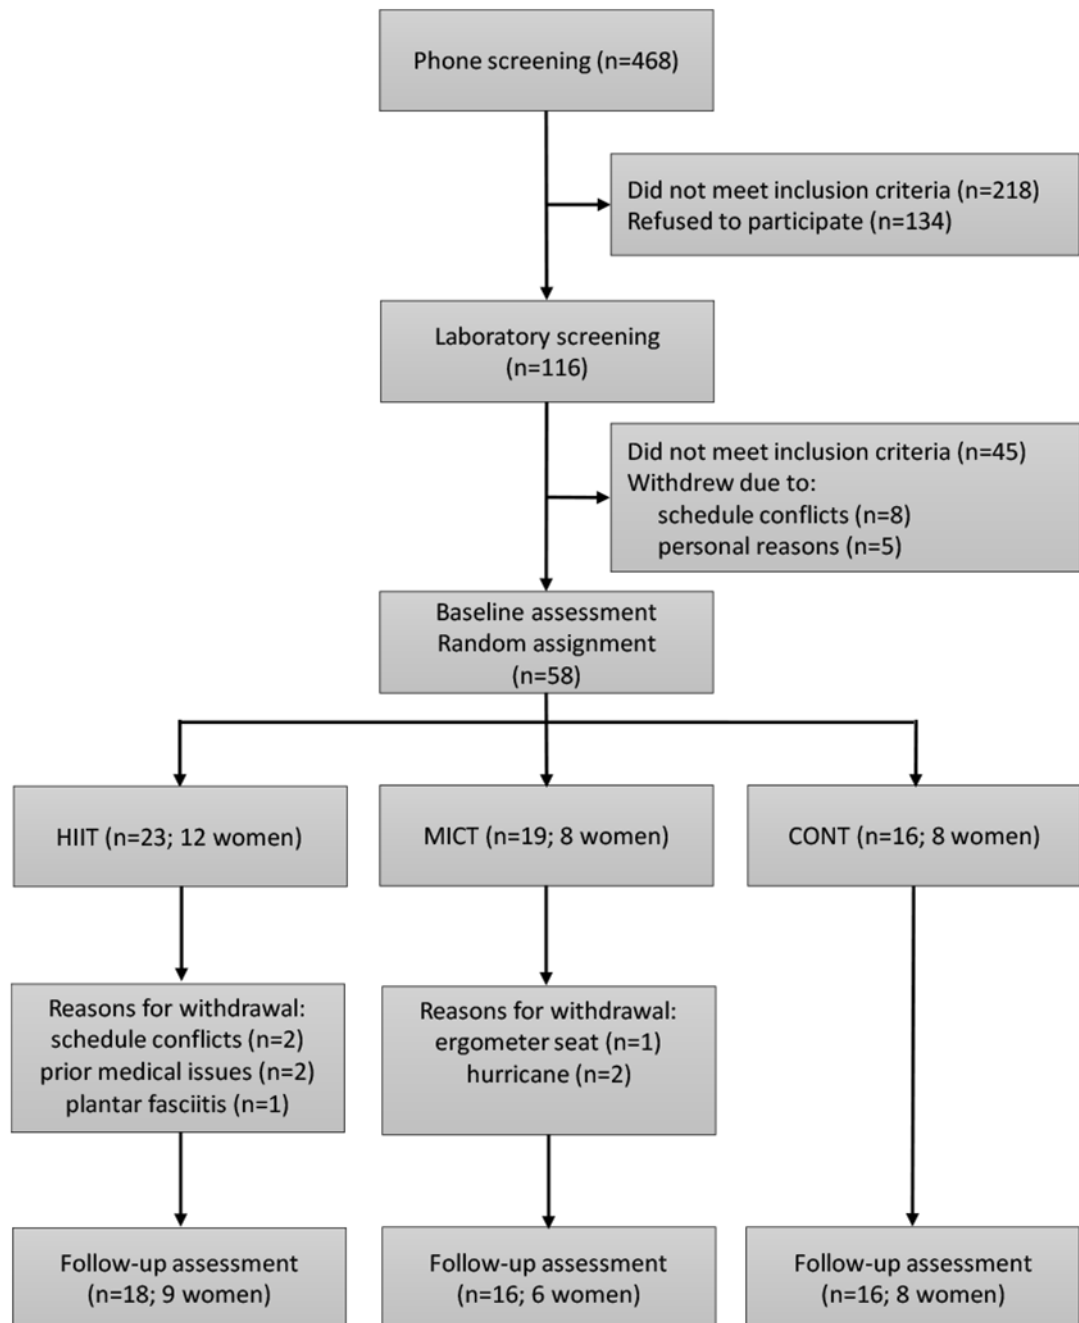 Phone screening (n=468)
Did not meet inclusion criteria (n=218)
Refused to participate (n=134)
Laboratory screening
(n=116)
Did not meet inclusion criteria (n=45)
Withdrew due to:
schedule conflicts (n=8)
personal reasons (n=5)
Baseline assessment
Random assignment
(n=58)
HIIT (n=23; 12 women)
MICT (n=19; 8 women)
CONT (n=16; 8 women)
Reasons for withdrawal:
schedule conflicts (n=2)
prior medical issues (n=2)
plantar fasciitis (n=1)
Reasons for withdrawal:
ergometer seat (n=1)
hurricane (n=2)
Follow-up assessment
(n=18; 9 women)
Follow-up assessment
(n=16; 6 women)
Follow-up assessment
(n=16; 8 women)